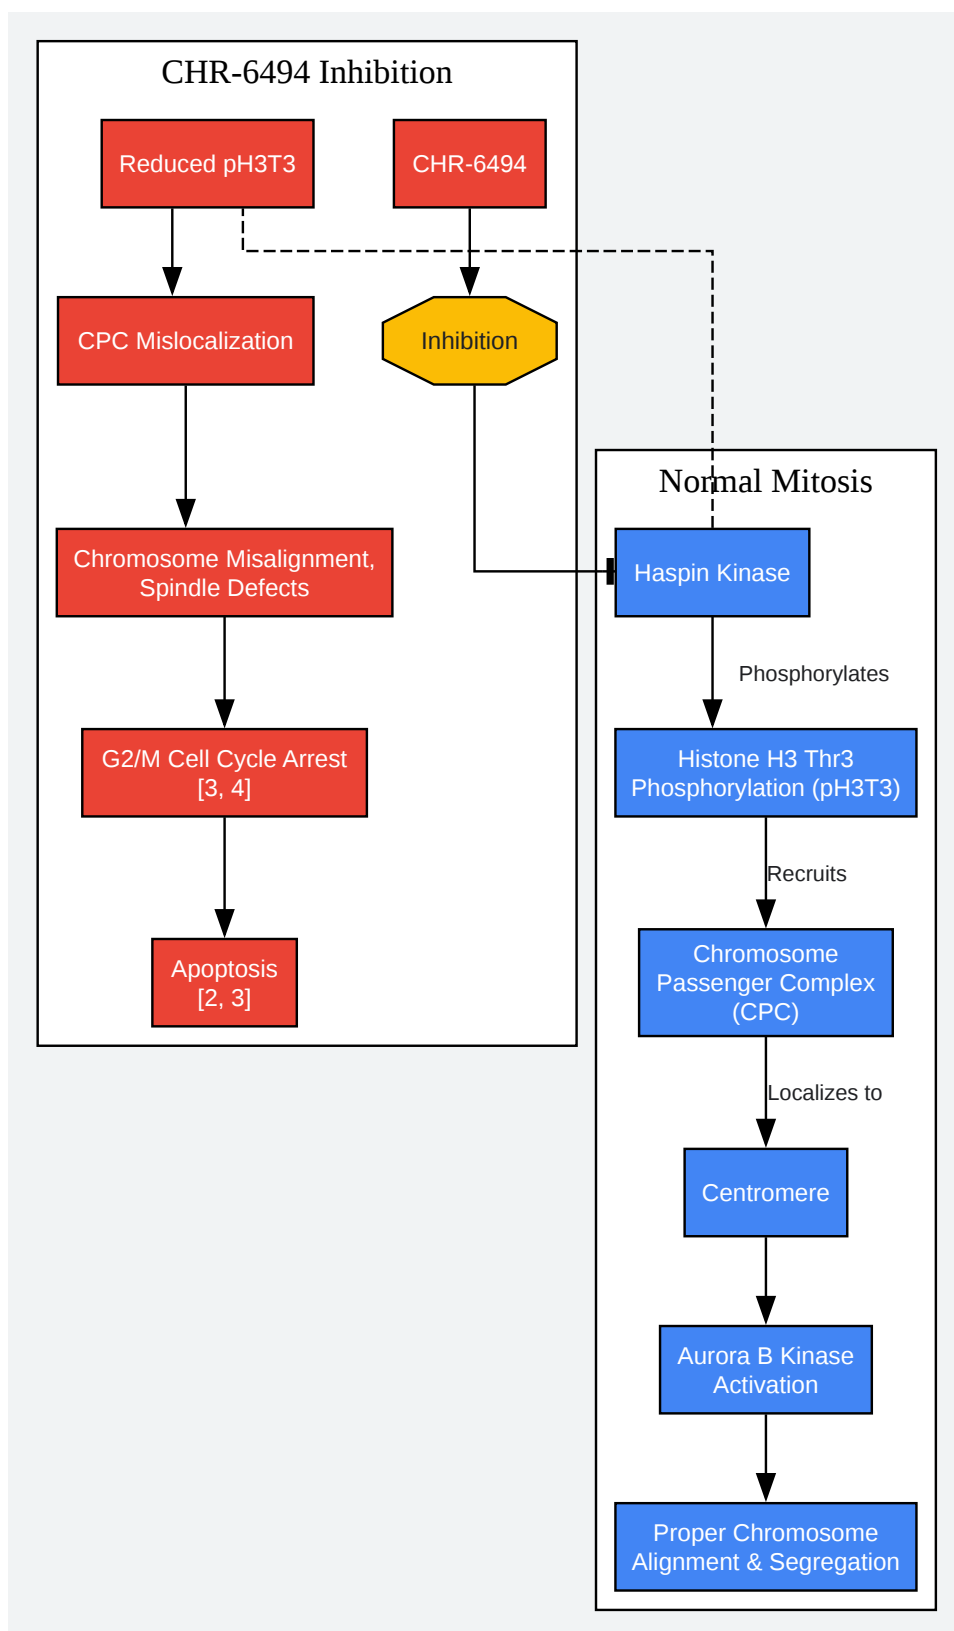 CHR-6494 Inhibition
Reduced pH3T3
CHR-6494
CPC Mislocalization
Inhibition
Chromosome Misalignment,
Spindle Defects
G2/M Cell Cycle Arrest
[3, 4]
Apoptosis
[2, 3]
Normal Mitosis
Haspin Kinase
Phosphorylates
Histone H3 Thr3
Phosphorylation (pH3T3)
Recruits
Chromosome
Passenger Complex
(CPC)
Localizes to
Centromere
Aurora B Kinase
Activation
Proper Chromosome
Alignment & Segregation